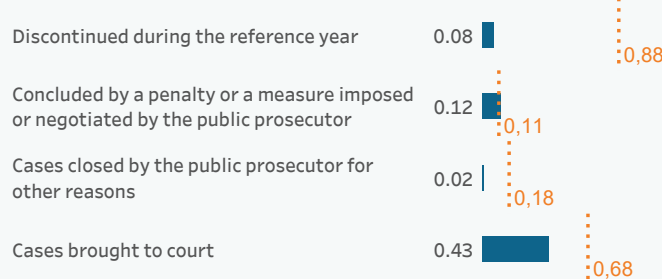 Discontinued during the reference year 0.08
0,88
Concluded by a penalty or a measure imposed
or negotiated by the public prosecutor 0.12
0,11
Cases closed by the public prosecutor for
other reasons 0.02
0,18
Cases brought to court 0.43
0,68